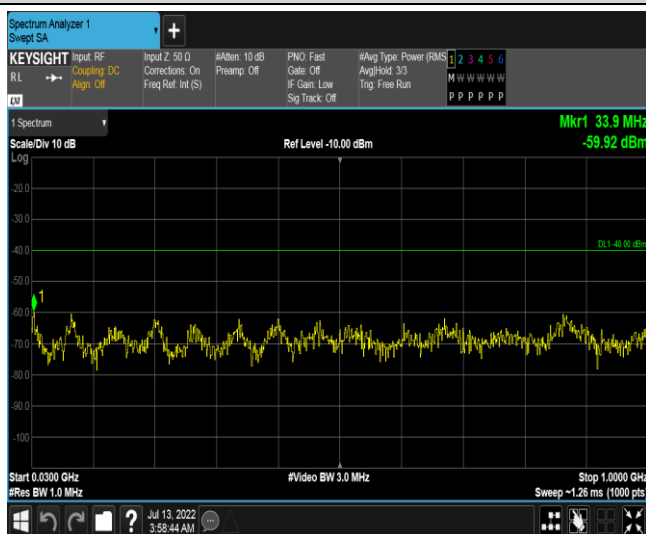 Spectrum Analyzer 1
Swept SA
+
KEYSIGHT
RL
LXI
Input: RF
Coupling: DC
Align: Off
Input Z: 50 Ω
Corrections: On
Freq Ref: Int (S)
#Atten: 10 dB
Preamp: Off
PNO: Fast
Gate: Off
IF Gain: Low
Sig Track: Off
#Avg Type: Power (RMS
Avg|Hold: 3/3
Trig: Free Run
1 2 3 4 5 6
M W W W W W
P P P P P P
1 Spectrum
Mkr1 33.9 MHz
Scale/Div 10 dB
Ref Level -10.00 dBm
-59.92 dBm
Log
-20.0
-30.0
DL1 -40.00 dBm
-40.0
-50.0
1
-60.0
-70.0
-80.0
-90.0
-100
Start 0.0300 GHz
#Video BW 3.0 MHz
Stop 1.0000 GHz
#Res BW 1.0 MHz
Sweep ~1.26 ms (1000 pts)
?
Jul 13, 2022
3:58:44 AM